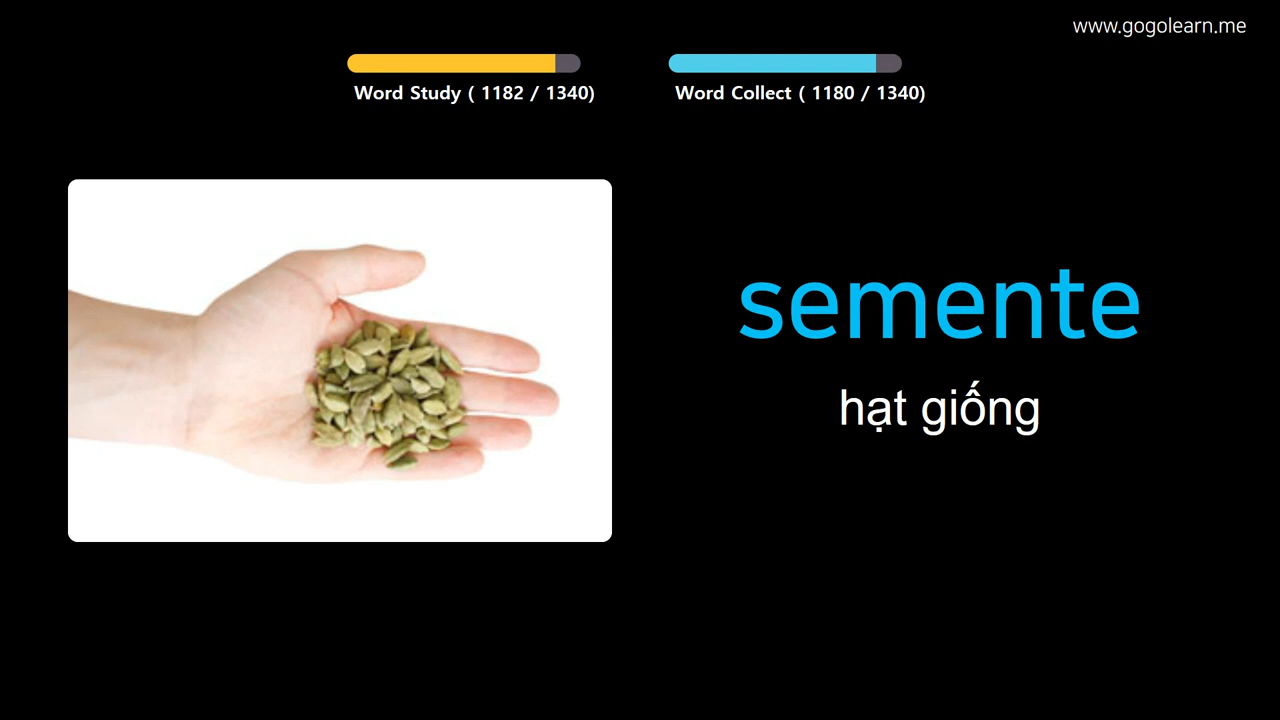 www.gogolearn.me
Word Study ( 1182 / 1340)
Word Collect ( 1180 / 1340)
semente
hạt giống